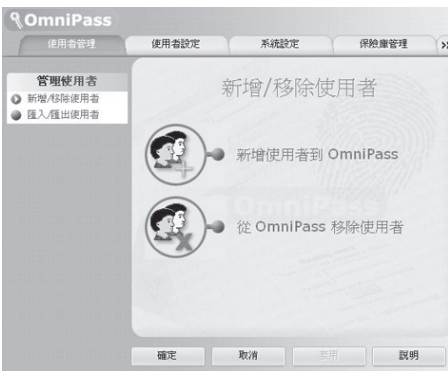 OmniPass
使用者管理
使用者設定
系統設定
保險庫管理
管理使用者
新增/移除使用者
匯入/匯出使用者
新增/移除使用者
新增使用者到 OmniPass
OmniPass
從 OmniPass 移除使用者
確定
取消
套用
說明